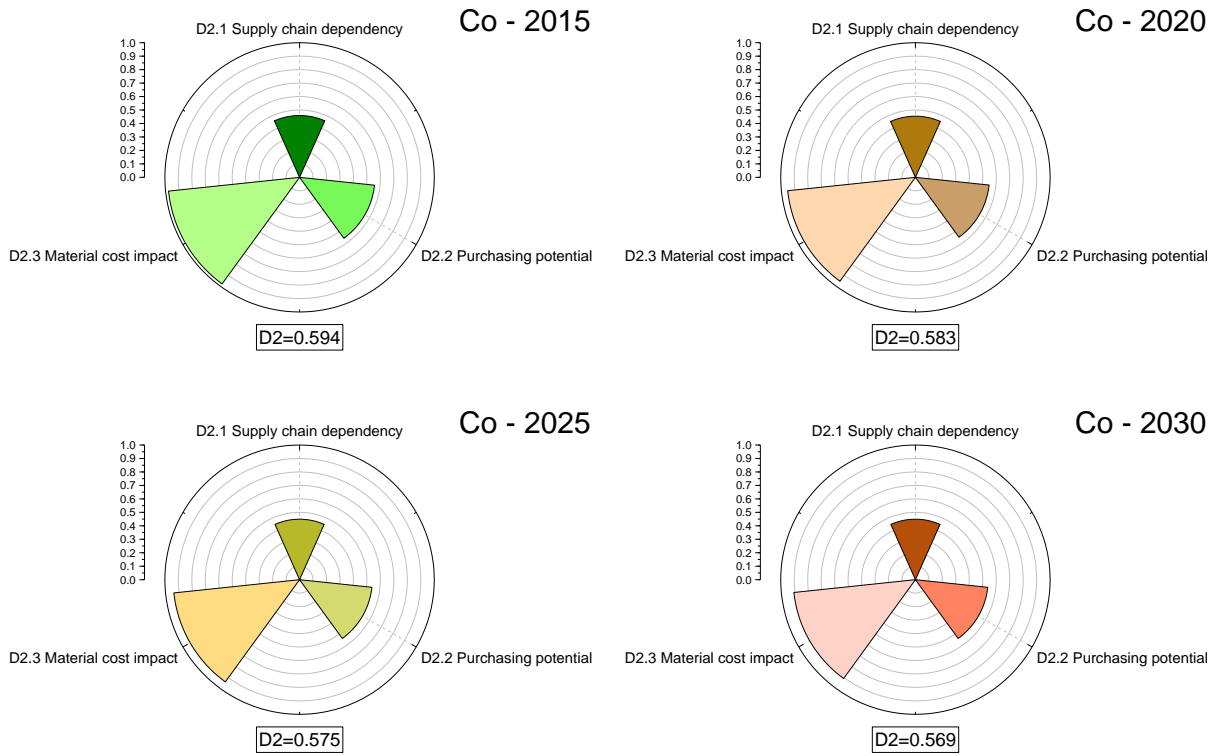 Co - 2015
D2.1 Supply chain dependency
1.0
0.9
0.8
0.7
0.6
0.5
0.4
0.3
0.2
0.1
0.0
D2.3 Material cost impact
D2.2 Purchasing potential
D2=0.594
Co - 2020
D2.1 Supply chain dependency
1.0
0.9
0.8
0.7
0.6
0.5
0.4
0.3
0.2
0.1
0.0
D2.3 Material cost impact
D2.2 Purchasing potential
D2=0.583
Co - 2025
D2.1 Supply chain dependency
1.0
0.9
0.8
0.7
0.6
0.5
0.4
0.3
0.2
0.1
0.0
D2.3 Material cost impact
D2.2 Purchasing potential
D2=0.575
Co - 2030
D2.1 Supply chain dependency
1.0
0.9
0.8
0.7
0.6
0.5
0.4
0.3
0.2
0.1
0.0
D2.3 Material cost impact
D2.2 Purchasing potential
D2=0.569